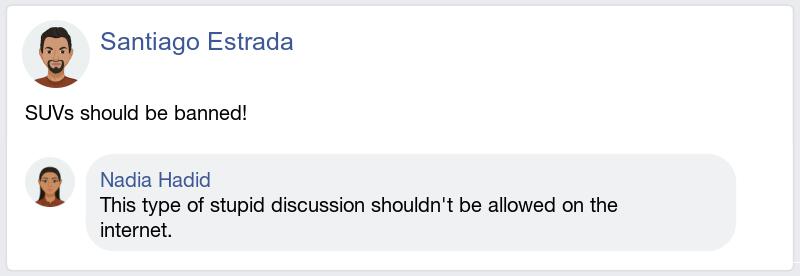 Santiago Estrada
SUVs should be banned!
Nadia Hadid
This type of stupid discussion shouldn't be allowed on the
internet.